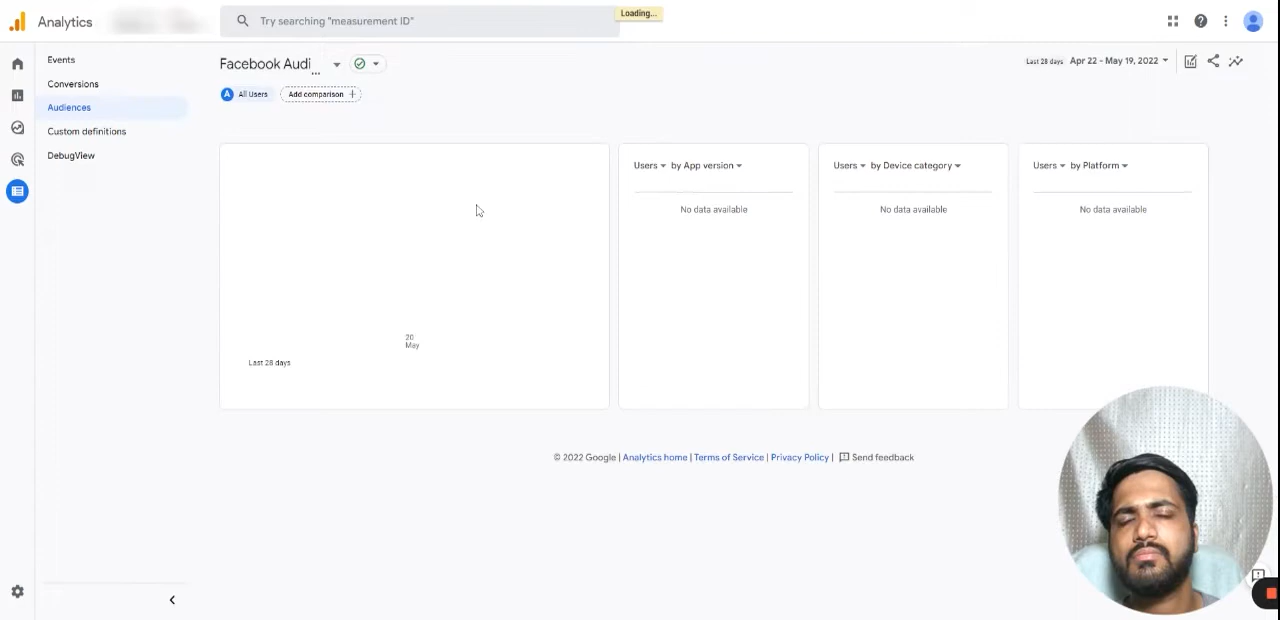 Analytics
Try searching "measurement ID"
Loading...
Events
Conversions
Audiences
Custom definitions
DebugView
Facebook Audi...
Last 28 days Apr 22 - May 19, 2022
A All Users
Add comparison +
Users by App version
No data available
Users by Device category
No data available
Users by Platform
No data available
20
May
Last 28 days
© 2022 Google | Analytics home | Terms of Service | Privacy Policy | Send feedback